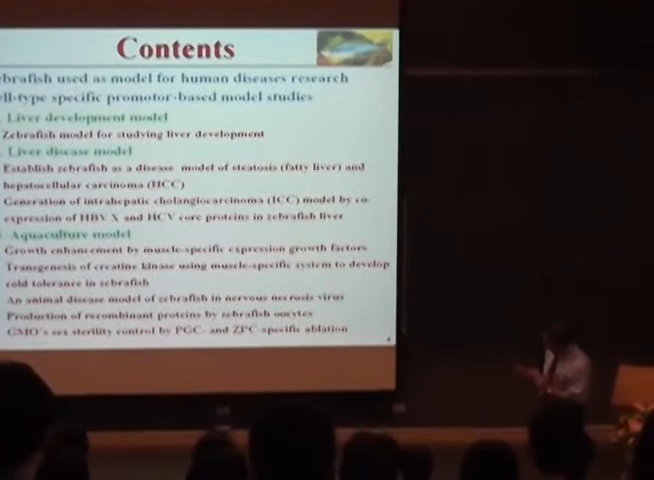 Contents
ebrafish used as model for human diseases research
ell-type specific promotor-based model studies
Liver development model
Zebrafish model for studying liver development
Liver disease model
Establish zebrafish as a disease model of steatosis (fatty liver) and
hepatocellular carcinoma (HCC)
Generation of intrahepatic cholangiocarcinoma (ICC) model by co-
expression of HBV X and HCV core proteins in zebrafish liver
Aquaculture model
Growth enhancement by muscle-specific expression growth factors
Transgenesis of creatine kinase using muscle-specific system to develop
cold tolerance in zebrafish
An animal disease model of zebrafish in nervous necrosis virus
Production of recombinant proteins by zebrafish oocytes
GMO's sex sterility control by PGC- and ZPC-specific ablation